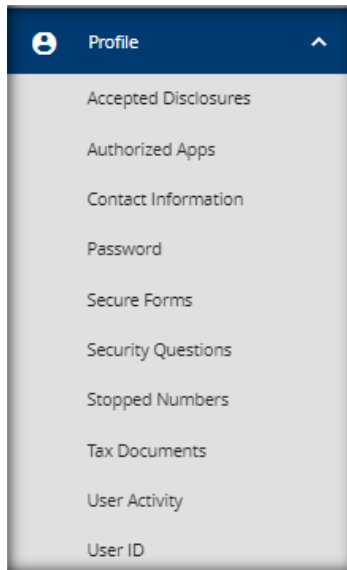 Profile
Accepted Disclosures
Authorized Apps
Contact Information
Password
Secure Forms
Security Questions
Stopped Numbers
Tax Documents
User Activity
User ID